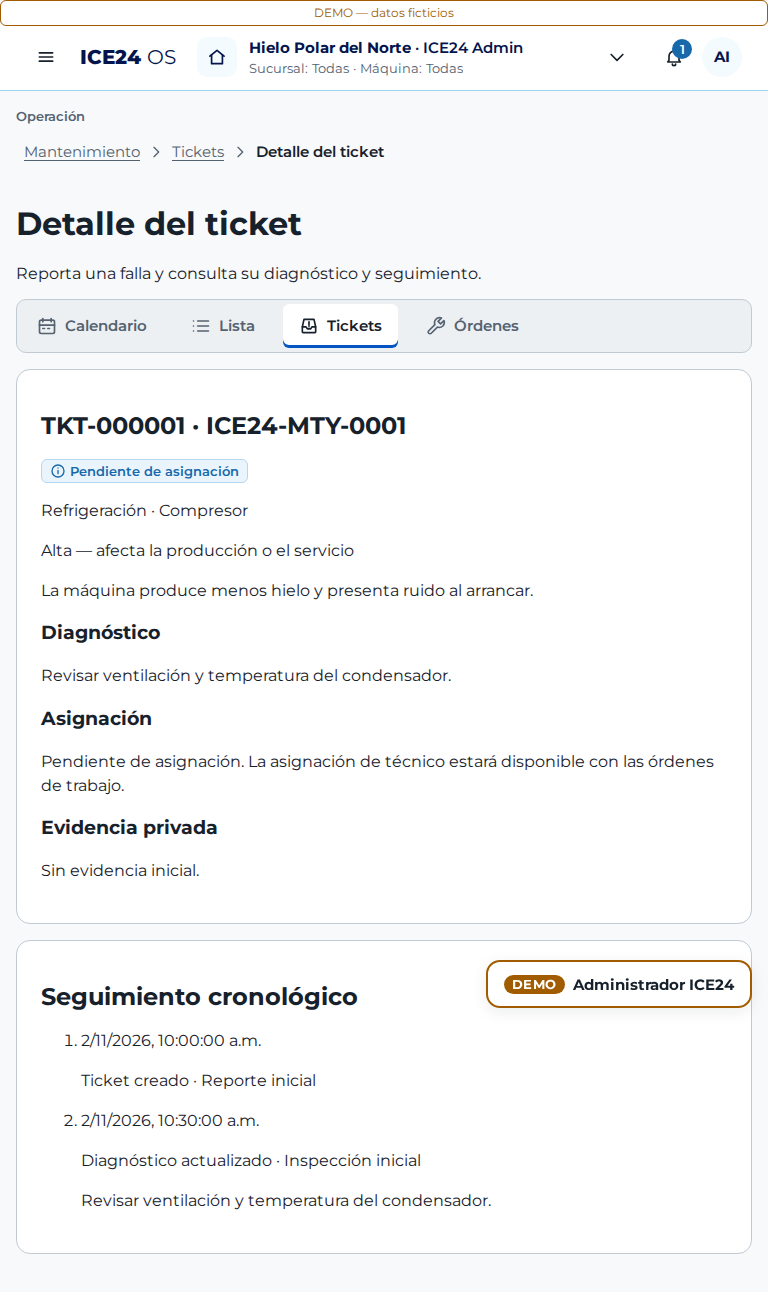 DEMO — datos ficticios
ICE24 OS
Hielo Polar del Norte · ICE24 Admin
Sucursal: Todas · Máquina: Todas
1
AI
Operación
Mantenimiento > Tickets > Detalle del ticket
Detalle del ticket
Reporta una falla y consulta su diagnóstico y seguimiento.
Calendario Lista Tickets Órdenes
TKT-000001 · ICE24-MTY-0001
Pendiente de asignación
Refrigeración · Compresor
Alta — afecta la producción o el servicio
La máquina produce menos hielo y presenta ruido al arrancar.
Diagnóstico
Revisar ventilación y temperatura del condensador.
Asignación
Pendiente de asignación. La asignación de técnico estará disponible con las órdenes
de trabajo.
Evidencia privada
Sin evidencia inicial.
DEMO Administrador ICE24
Seguimiento cronológico
1. 2/11/2026, 10:00:00 a.m.
Ticket creado · Reporte inicial
2. 2/11/2026, 10:30:00 a.m.
Diagnóstico actualizado · Inspección inicial
Revisar ventilación y temperatura del condensador.